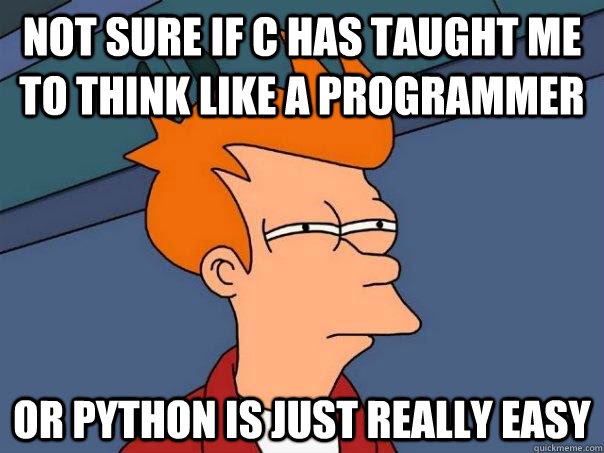 NOT SURE IF C HAS TAUGHT ME
TO THINK LIKE A PROGRAMMER
OR PYTHON IS JUST REALLY EASY
quickmeme.com